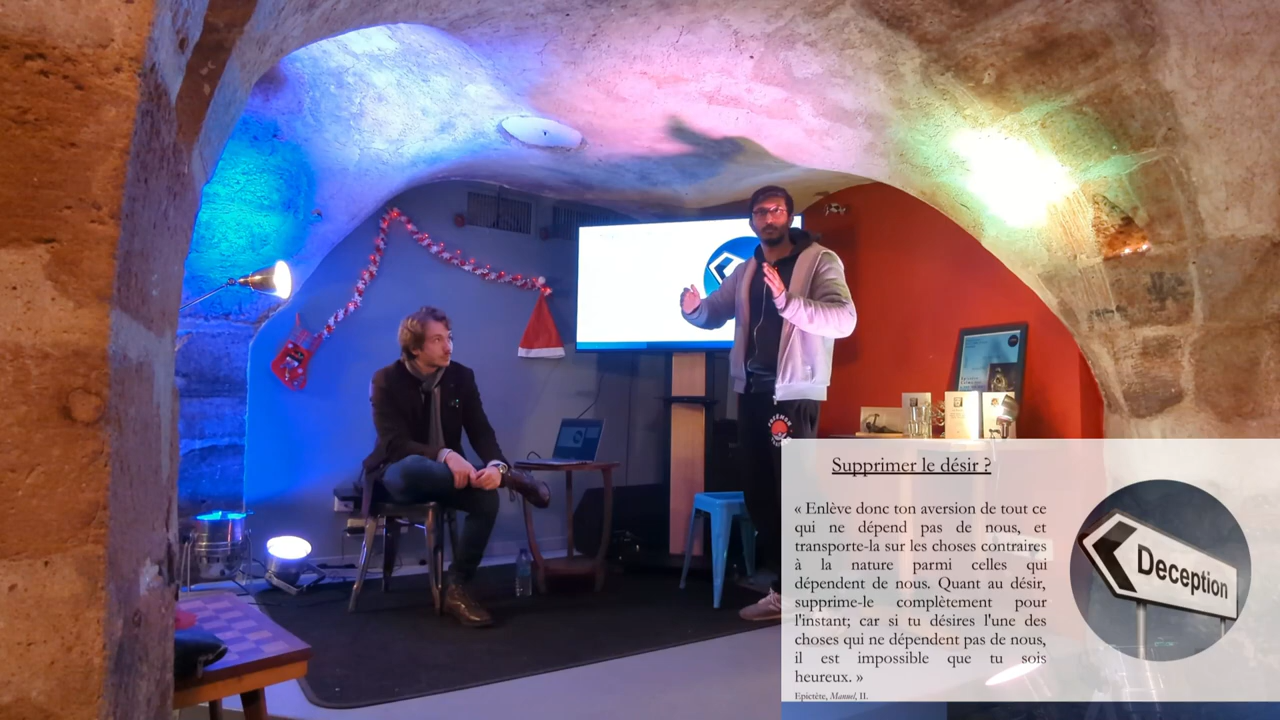 Supprimer le désir ?
« Enlève donc ton aversion de tout ce
qui ne dépend pas de nous, et
transporte-la sur les choses contraires
à la nature parmi celles qui
dépendent de nous. Quant au désir,
supprime-le complètement pour
l'instant; car si tu désires l'une des
choses qui ne dépendent pas de nous,
il est impossible que tu sois
heureux. »
Epictète, Manuel, II.
Deception